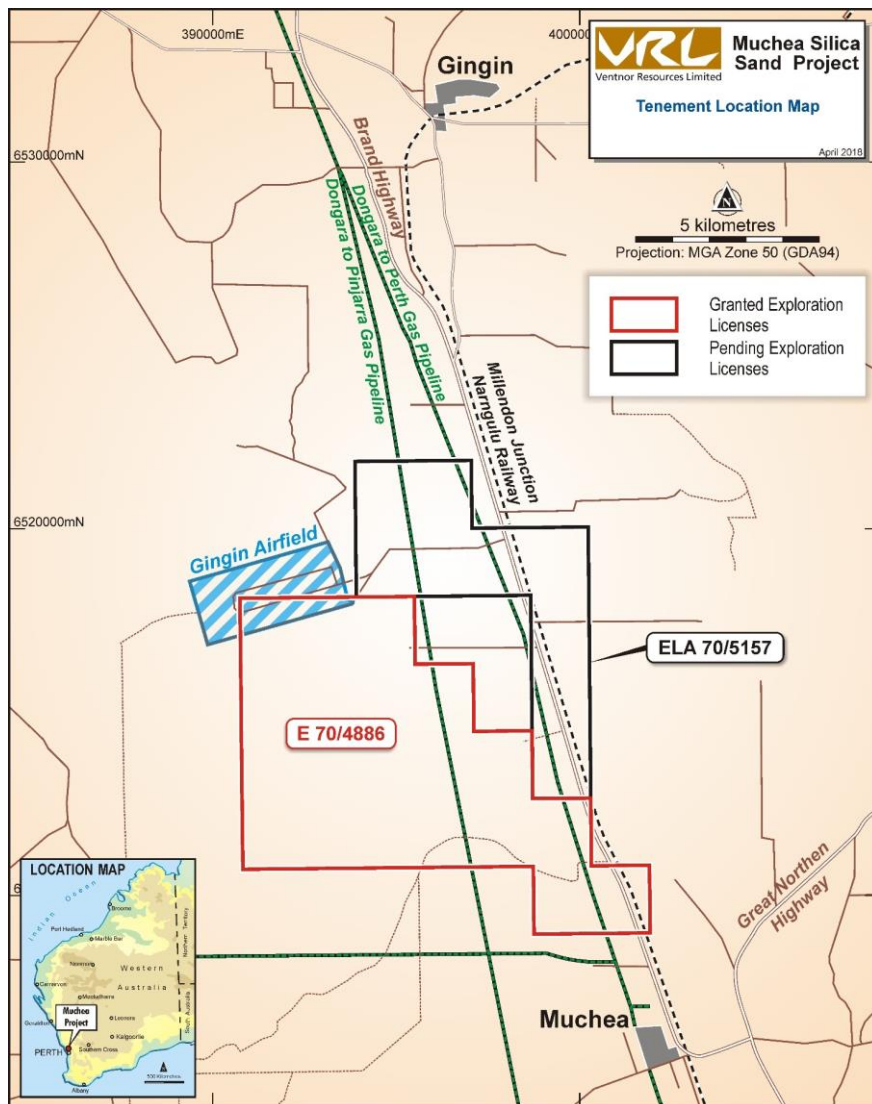 390000mE
400000
VRL
Ventnor Resources Limited
Muchea Silica
Sand Project
Tenement Location Map
April 2018
Gingin
6530000mN
Brand Highway
Dongara to Perth Gas Pipeline
Dongara to Pinjarra Gas Pipeline
N
5 kilometres
Projection: MGA Zone 50 (GDA94)
Granted Exploration
Licenses
Pending Exploration
Licenses
Millendon Junction
Narngulu Railway
6520000mN
Gingin Airfield
ELA 70/5157
E 70/4886
6
Great Northen
Highway
Muchea
LOCATION MAP
Indian Ocean
Broome
Port Hedland
Marble Bar
Northern Territory
Western
Australia
Carnarvon
Meekatharra
South Australia
Muchea
Project
Leonora
Kalgoorlie
PERTH
Southern Cross
Albany
500 Kilometres